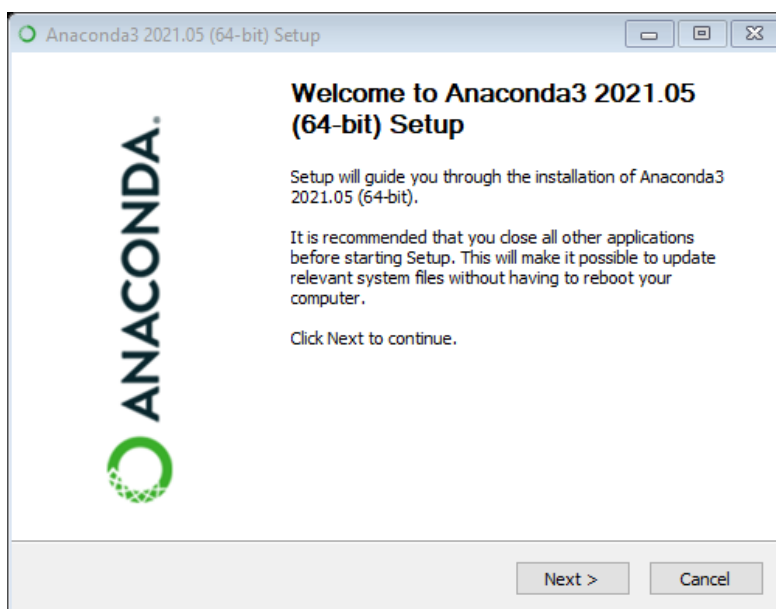 Anaconda3 2021.05 (64-bit) Setup
Welcome to Anaconda3 2021.05
(64-bit) Setup
Setup will guide you through the installation of Anaconda3
2021.05 (64-bit).
It is recommended that you close all other applications
before starting Setup. This will make it possible to update
relevant system files without having to reboot your
computer.
Click Next to continue.
ANACONDA.
Next >
Cancel